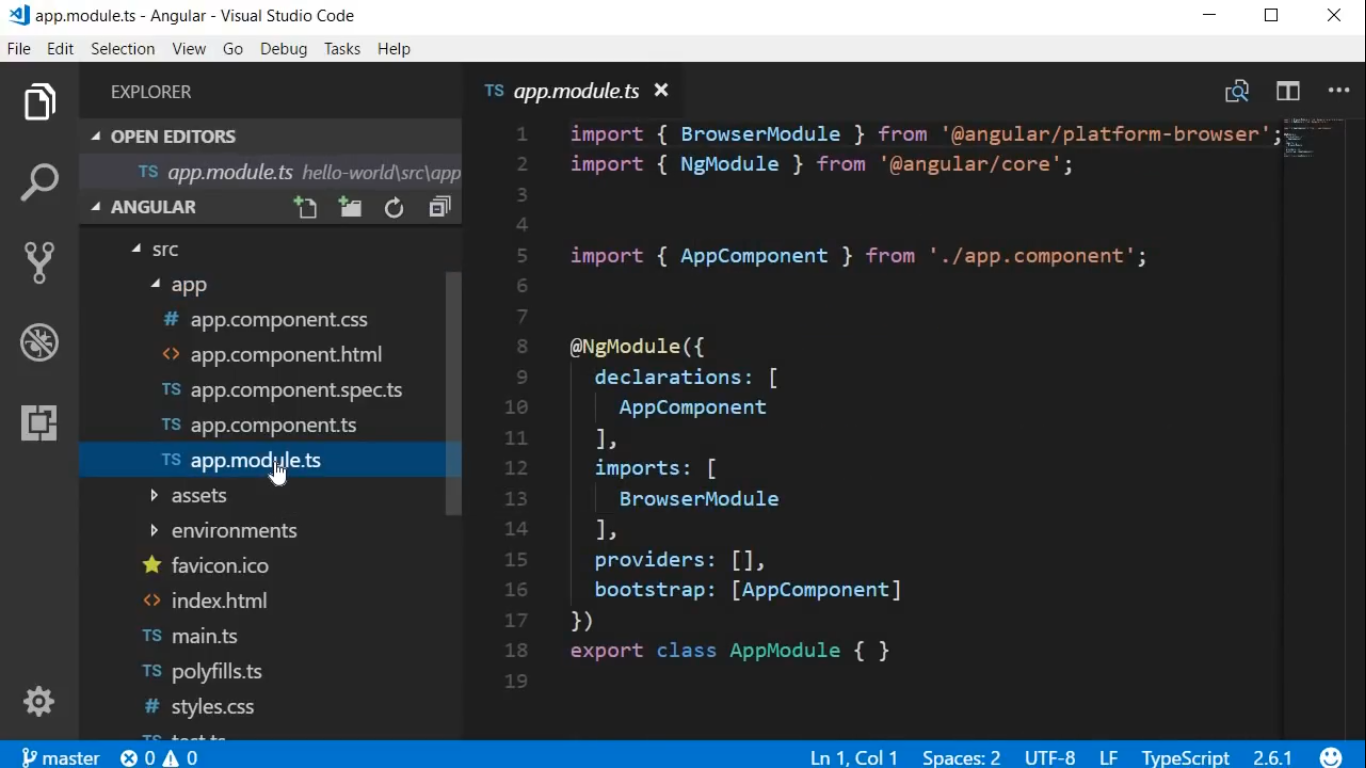 app.module.ts - Angular - Visual Studio Code
File Edit Selection View Go Debug Tasks Help
EXPLORER
OPEN EDITORS
TS app.module.ts hello-world\src\app
ANGULAR
src
app
# app.component.css
<> app.component.html
TS app.component.spec.ts
TS app.component.ts
TS app.module.ts
assets
environments
favicon.ico
<> index.html
TS main.ts
TS polyfills.ts
# styles.css
TS test.ts
TS app.module.ts
1 import { BrowserModule } from '@angular/platform-browser';
2 import { NgModule } from '@angular/core';
3
4
5 import { AppComponent } from './app.component';
6
7
8 @NgModule({
9 declarations: [
10 AppComponent
11 ],
12 imports: [
13 BrowserModule
14 ],
15 providers: [],
16 bootstrap: [AppComponent]
17 })
18 export class AppModule { }
19
master 0 0 Ln 1, Col 1 Spaces: 2 UTF-8 LF TypeScript 2.6.1